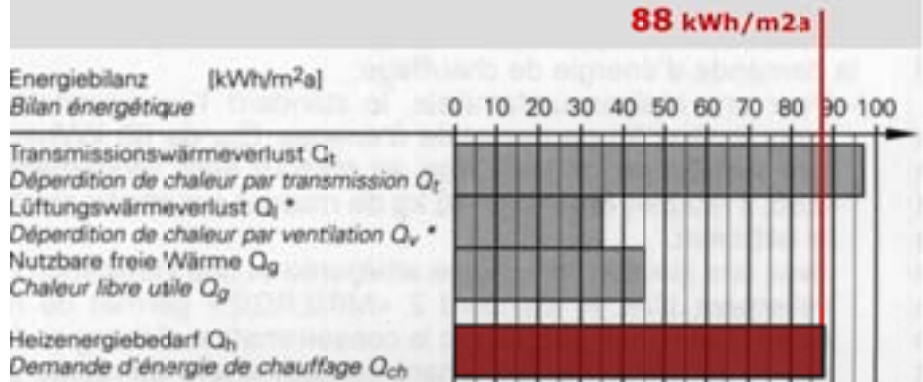 88 kWh/m2a
Energiebilanz [kWh/m²a]
Bilan énergétique 0 10 20 30 40 50 60 70 80 90 100
Transmissionswärmeverlust Qt
Déperdition de chaleur par transmission Qt
Lüftungswärmeverlust Ql *
Déperdition de chaleur par ventilation Qv *
Nutzbare freie Wärme Qg
Chaleur libre utile Qg
Heizenergiebedarf Qh
Demande d'énergie de chauffage Qch